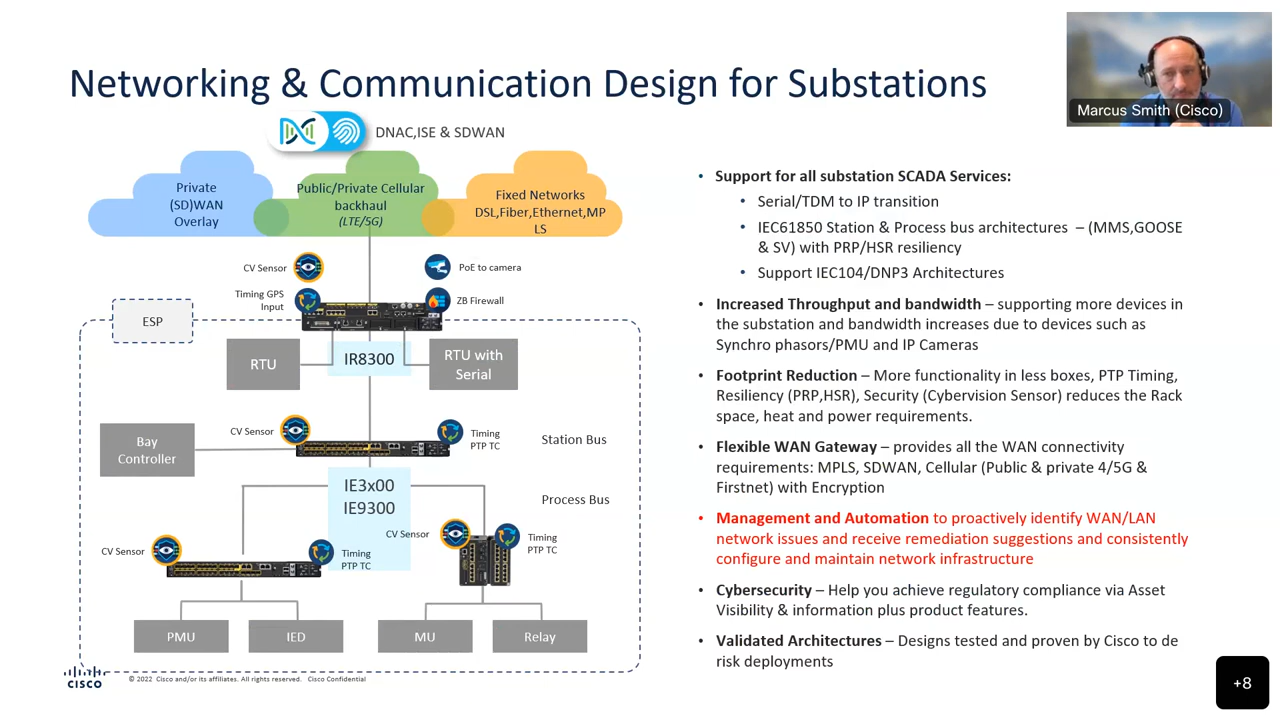 Networking & Communication Design for Substations
Marcus Smith (Cisco)
DNAC,ISE & SDWAN
Private
(SD)WAN
Overlay
Public/Private Cellular
backhaul
(LTE/5G)
Fixed Networks
DSL,Fiber,Ethernet,MP
LS
CV Sensor
PoE to camera
Timing GPS
Input
ZB Firewall
ESP
RTU
IR8300
RTU with
Serial
Bay
Controller
CV Sensor
Timing
PTP TC
Station Bus
IE3x00
IE9300
Process Bus
CV Sensor
Timing
PTP TC
CV Sensor
Timing
PTP TC
PMU
IED
MU
Relay
• Support for all substation SCADA Services:
• Serial/TDM to IP transition
• IEC61850 Station & Process bus architectures – (MMS,GOOSE
& SV) with PRP/HSR resiliency
• Support IEC104/DNP3 Architectures
• Increased Throughput and bandwidth – supporting more devices in
the substation and bandwidth increases due to devices such as
Synchro phasors/PMU and IP Cameras
• Footprint Reduction – More functionality in less boxes, PTP Timing,
Resiliency (PRP,HSR), Security (Cybervision Sensor) reduces the Rack
space, heat and power requirements.
• Flexible WAN Gateway – provides all the WAN connectivity
requirements: MPLS, SDWAN, Cellular (Public & private 4/5G &
Firstnet) with Encryption
• Management and Automation to proactively identify WAN/LAN
network issues and receive remediation suggestions and consistently
configure and maintain network infrastructure
• Cybersecurity – Help you achieve regulatory compliance via Asset
Visibility & information plus product features.
• Validated Architectures – Designs tested and proven by Cisco to de
risk deployments
CISCO
© 2022 Cisco and/or its affiliates. All rights reserved. Cisco Confidential
+8